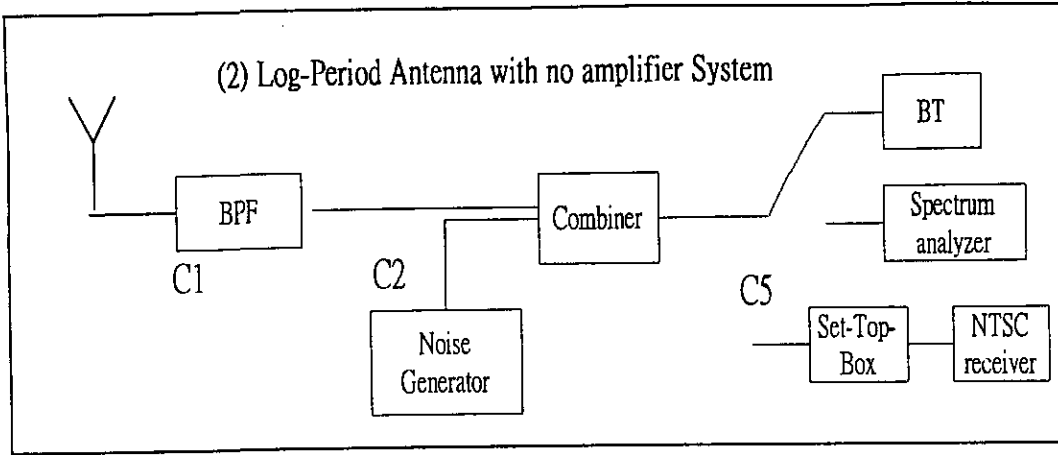 (2) Log-Period Antenna with no amplifier System
BT
BPF
Combiner
Spectrum
analyzer
C1
C2
C5
Noise
Generator
Set-Top-
Box
NTSC
receiver